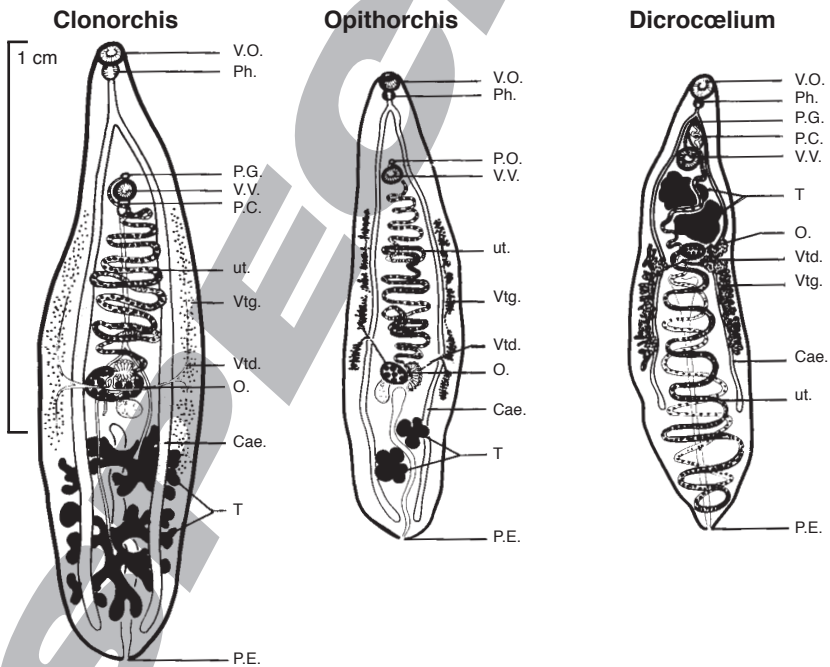 Clonorchis
1 cm
V.O.
Ph.
P.G.
V.V.
P.C.
ut.
Vtg.
Vtd.
O.
Cae.
T
P.E.
Opithorchis
V.O.
Ph.
P.O.
V.V.
ut.
Vtg.
Vtd.
O.
Cae.
T
P.E.
Dicrocœlium
V.O.
Ph.
P.G.
P.C.
V.V.
T
O.
Vtd.
Vtg.
Cae.
ut.
P.E.